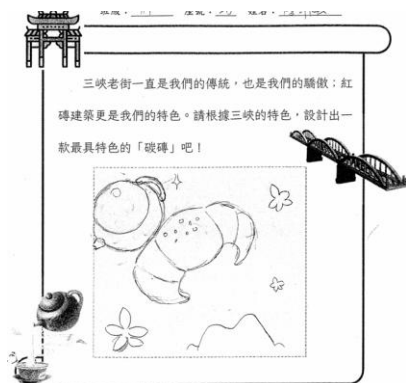 三峽老街一直是我們的傳統，也是我們的驕傲；紅
磚建築更是我們的特色。請根據三峽的特色，設計出一
款最具特色的「碳磚」吧！